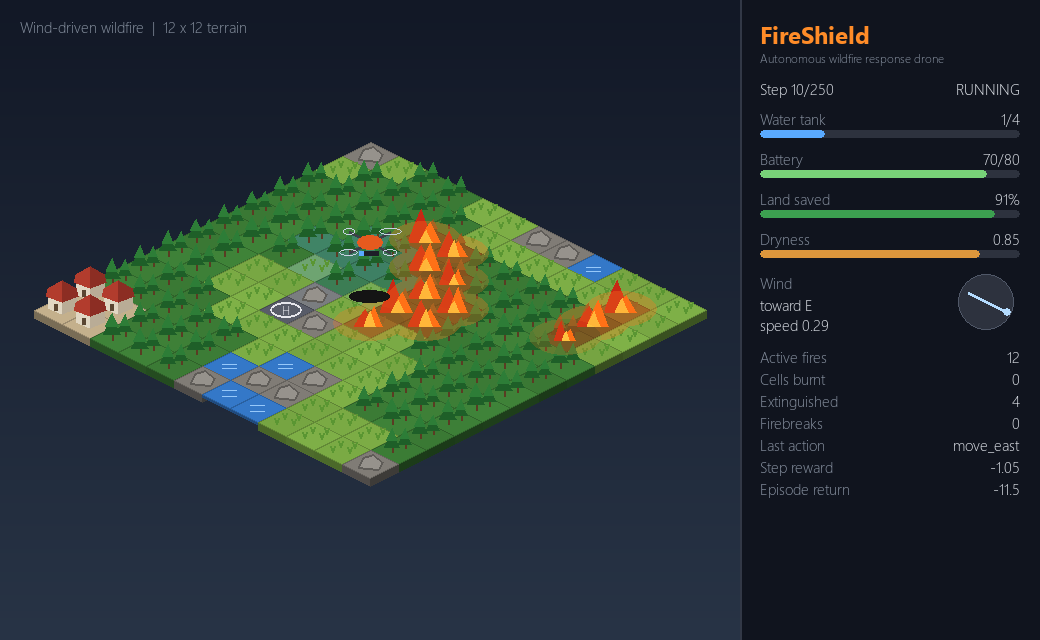 Wind-driven wildfire | 12 x 12 terrain
FireShield
Autonomous wildfire response drone
Step 10/250 RUNNING
Water tank 1/4
Battery 70/80
Land saved 91%
Dryness 0.85
Wind
toward E
speed 0.29
Active fires 12
Cells burnt 0
Extinguished 4
Firebreaks 0
Last action move_east
Step reward -1.05
Episode return -11.5
H